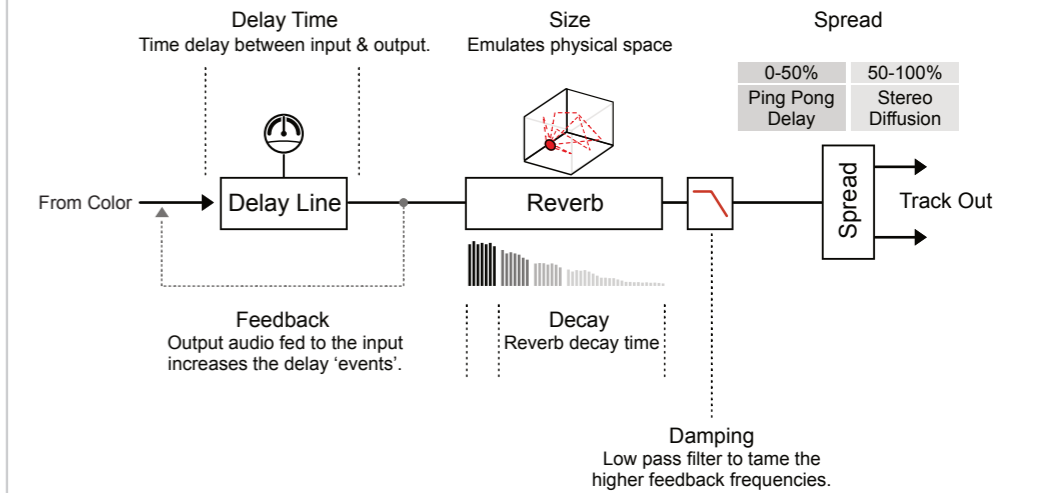 Delay Time
Time delay between input & output.
Size
Emulates physical space
Spread
0-50%
50-100%
Ping Pong
Delay
Stereo
Diffusion
From Color
Delay Line
Reverb
Spread
Track Out
Feedback
Output audio fed to the input
increases the delay ‘events’.
Decay
Reverb decay time
Damping
Low pass filter to tame the
higher feedback frequencies.